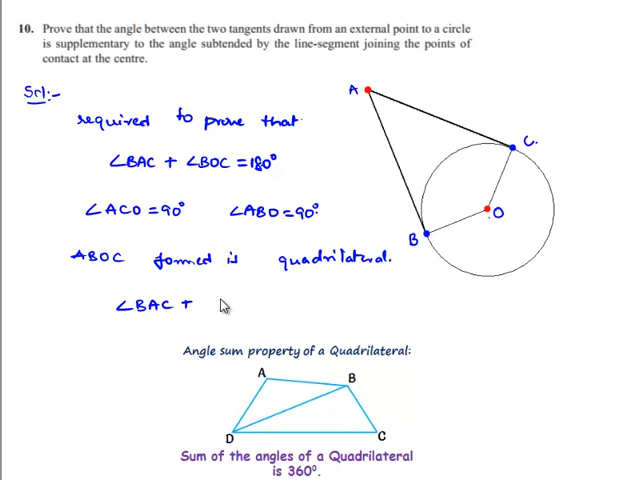 10. Prove that the angle between the two tangents drawn from an external point to a circle
is supplementary to the angle subtended by the line-segment joining the points of
contact at the centre.
Sol:-
required to prove that
∠BAC + ∠BOC = 180°
∠ACO = 90° ∠ABO = 90°
ABOC formed is quadrilateral.
∠BAC +
A
C.
O
B
Angle sum property of a Quadrilateral:
A
B
D
C
Sum of the angles of a Quadrilateral
is 360⁰.